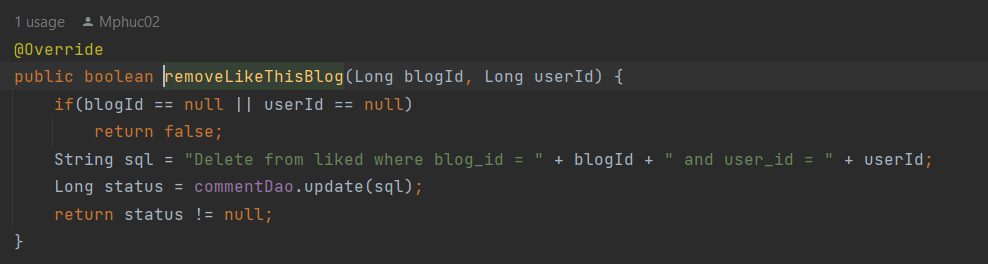 1 usage Mphuc02
@Override
public boolean removeLikeThisBlog(Long blogId, Long userId) {
    if(blogId == null || userId == null)
        return false;
    String sql = "Delete from liked where blog_id = " + blogId + " and user_id = " + userId;
    Long status = commentDao.update(sql);
    return status != null;
}